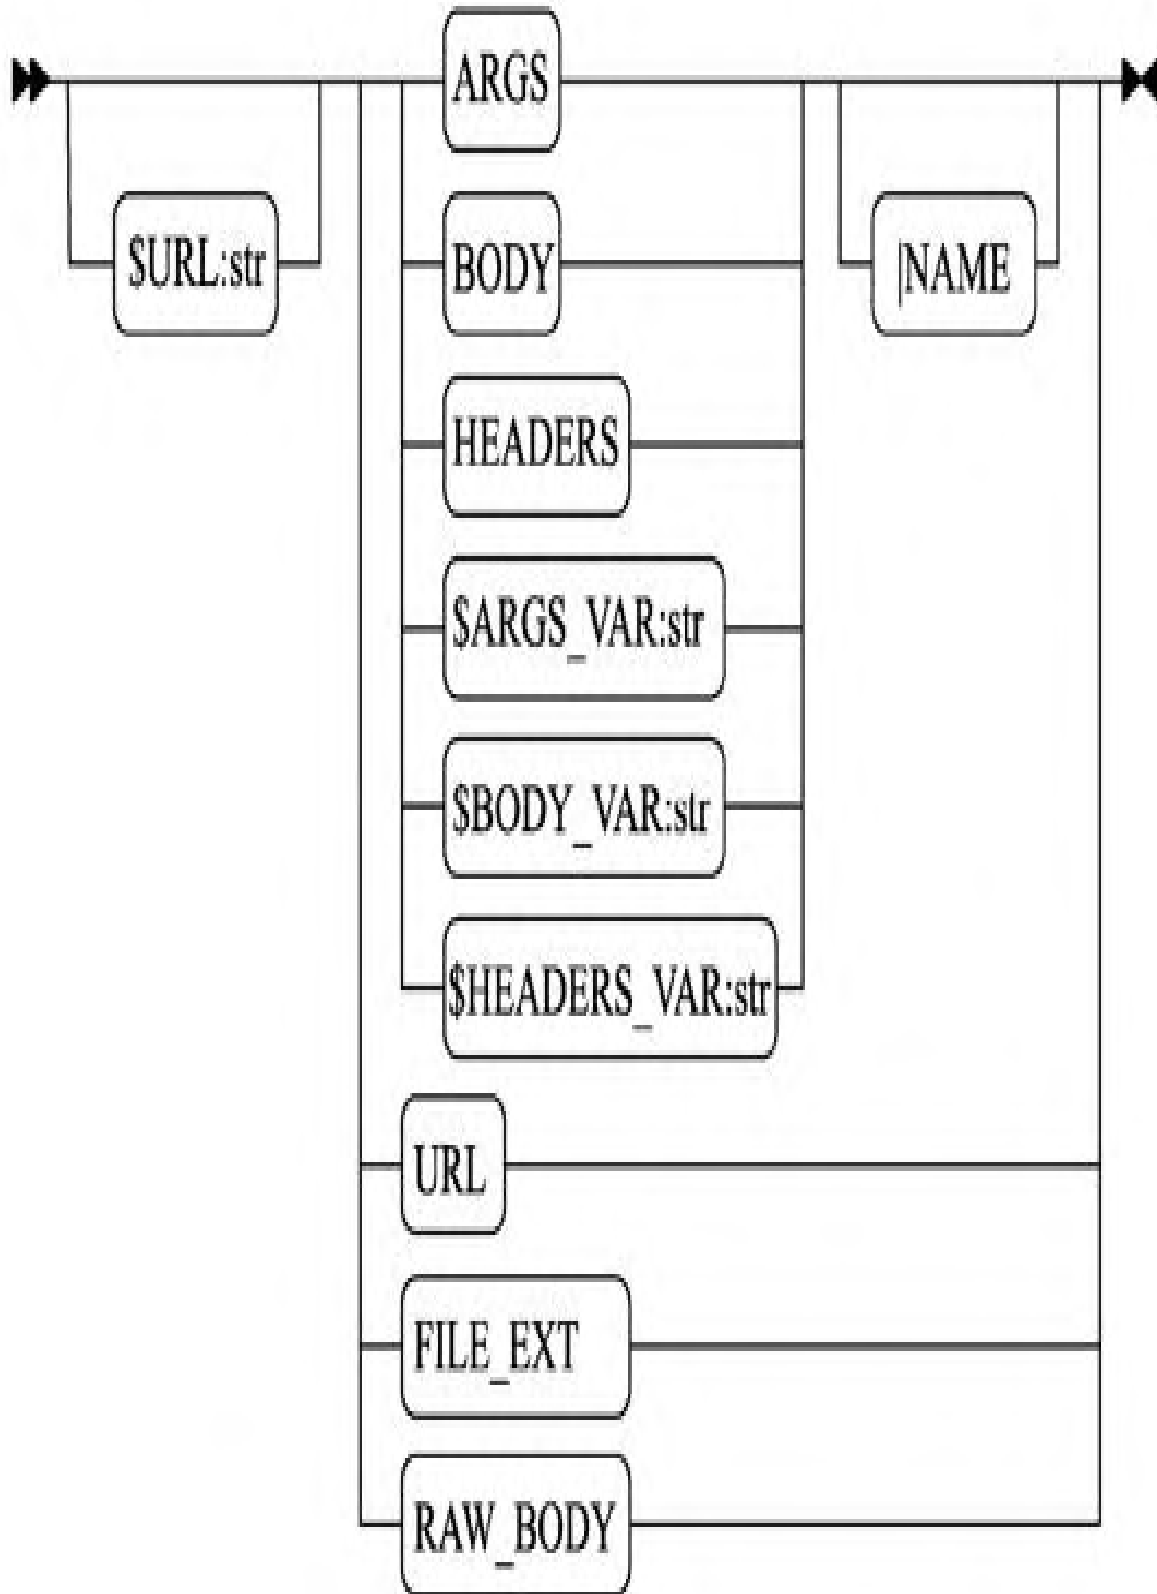 ARGS
$URL:str
BODY
|NAME
HEADERS
$ARGS_VAR:str
$BODY_VAR:str
$HEADERS_VAR:str
URL
FILE_EXT
RAW_BODY